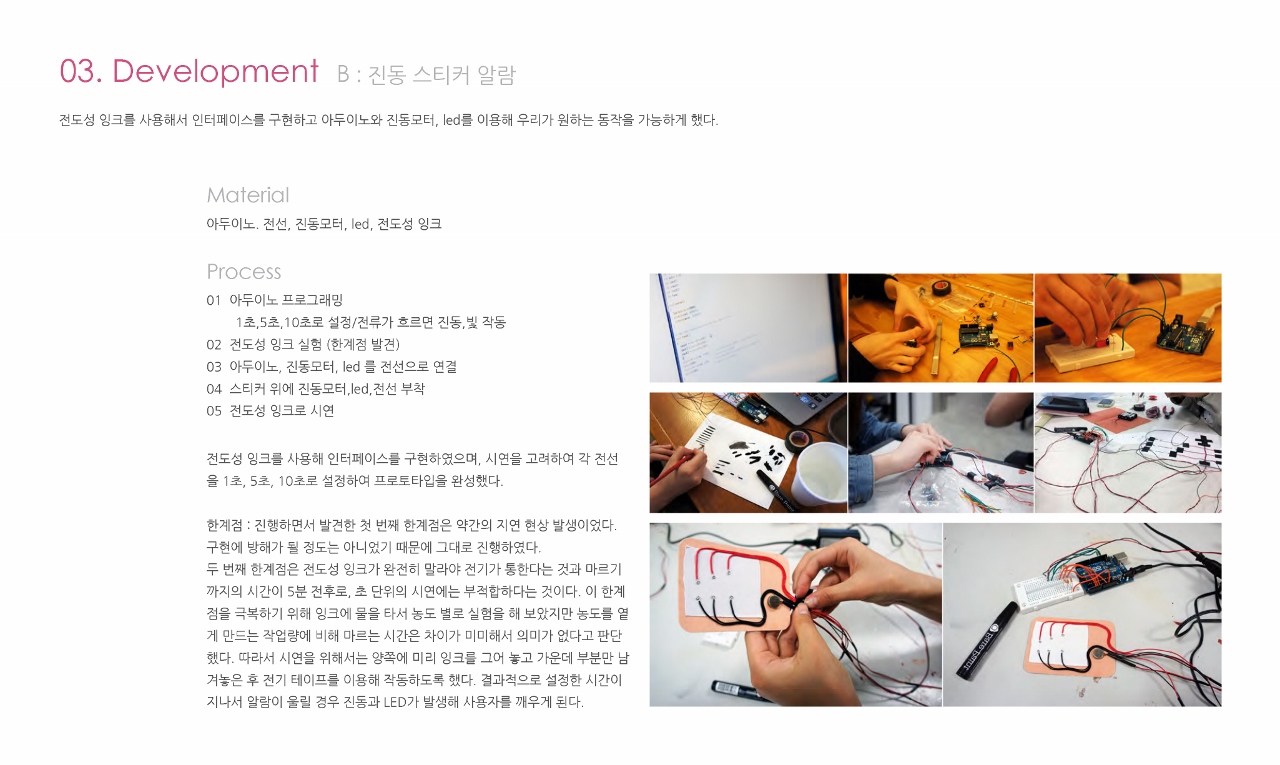 03. Development B : 진동 스티커 알람
전도성 잉크를 사용해서 인터페이스를 구현하고 아두이노와 진동모터, led를 이용해 우리가 원하는 동작을 가능하게 했다.
Material
아두이노. 전선, 진동모터, led, 전도성 잉크
Process
01 아두이노 프로그래밍
1초,5초,10초로 설정/전류가 흐르면 진동,빛 작동
02 전도성 잉크 실험 (한계점 발견)
03 아두이노, 진동모터, led 를 전선으로 연결
04 스티커 위에 진동모터,led,전선 부착
05 전도성 잉크로 시연
전도성 잉크를 사용해 인터페이스를 구현하였으며, 시연을 고려하여 각 전선
을 1초, 5초, 10초로 설정하여 프로토타입을 완성했다.
한계점 : 진행하면서 발견한 첫 번째 한계점은 약간의 지연 현상 발생이었다.
구현에 방해가 될 정도는 아니었기 때문에 그대로 진행하였다.
두 번째 한계점은 전도성 잉크가 완전히 말라야 전기가 통한다는 것과 마르기
까지의 시간이 5분 전후로, 초 단위의 시연에는 부적합하다는 것이다. 이 한계
점을 극복하기 위해 잉크에 물을 타서 농도 별로 실험을 해 보았지만 농도를 옅
게 만드는 작업량에 비해 마르는 시간은 차이가 미미해서 의미가 없다고 판단
했다. 따라서 시연을 위해서는 양쪽에 미리 잉크를 그어 놓고 가운데 부분만 남
겨놓은 후 전기 테이프를 이용해 작동하도록 했다. 결과적으로 설정한 시간이
지나서 알람이 울릴 경우 진동과 LED가 발생해 사용자를 깨우게 된다.
Bare Paint